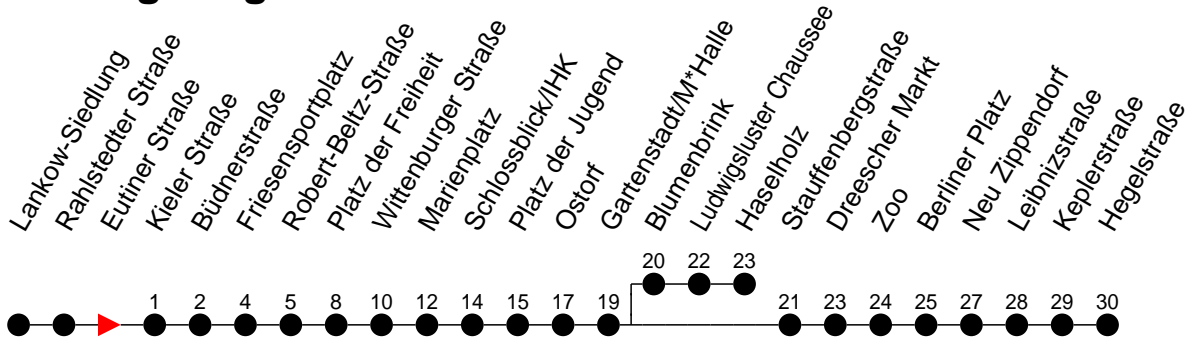 Lankow-Siedlung
Rahlstedter Straße
Eutiner Straße
Kieler Straße
Büdnerstraße
Friesensportplatz
Robert-Beltz-Straße
Platz der Freiheit
Wittenburger Straße
Marienplatz
Schlossblick/IHK
Platz der Jugend
Ostorf
Gartenstadt/M*Halle
Blumenbrink
Ludwigsluster Chaussee
Haselholz
Stauffenbergstraße
Dreescher Markt
Zoo
Berliner Platz
Neu Zippendorf
Leibnizstraße
Keplerstraße
Hegelstraße
20 22 23
1 2 4 5 8 10 12 14 15 17 19 21 23 24 25 27 28 29 30